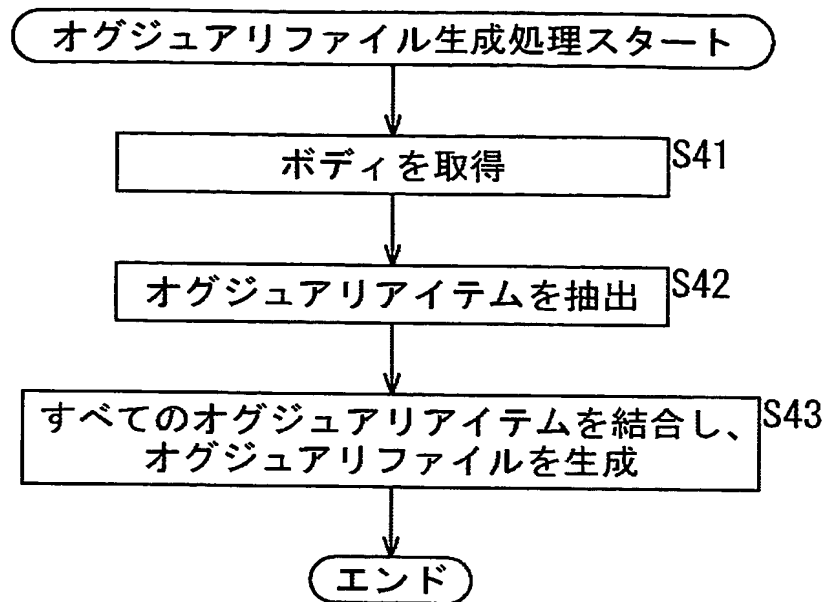 オグジュアリファイル生成処理スタート
ボディを取得
S41
オグジュアリアイテムを抽出
S42
すべてのオグジュアリアイテムを結合し、
S43
オグジュアリファイルを生成
エンド